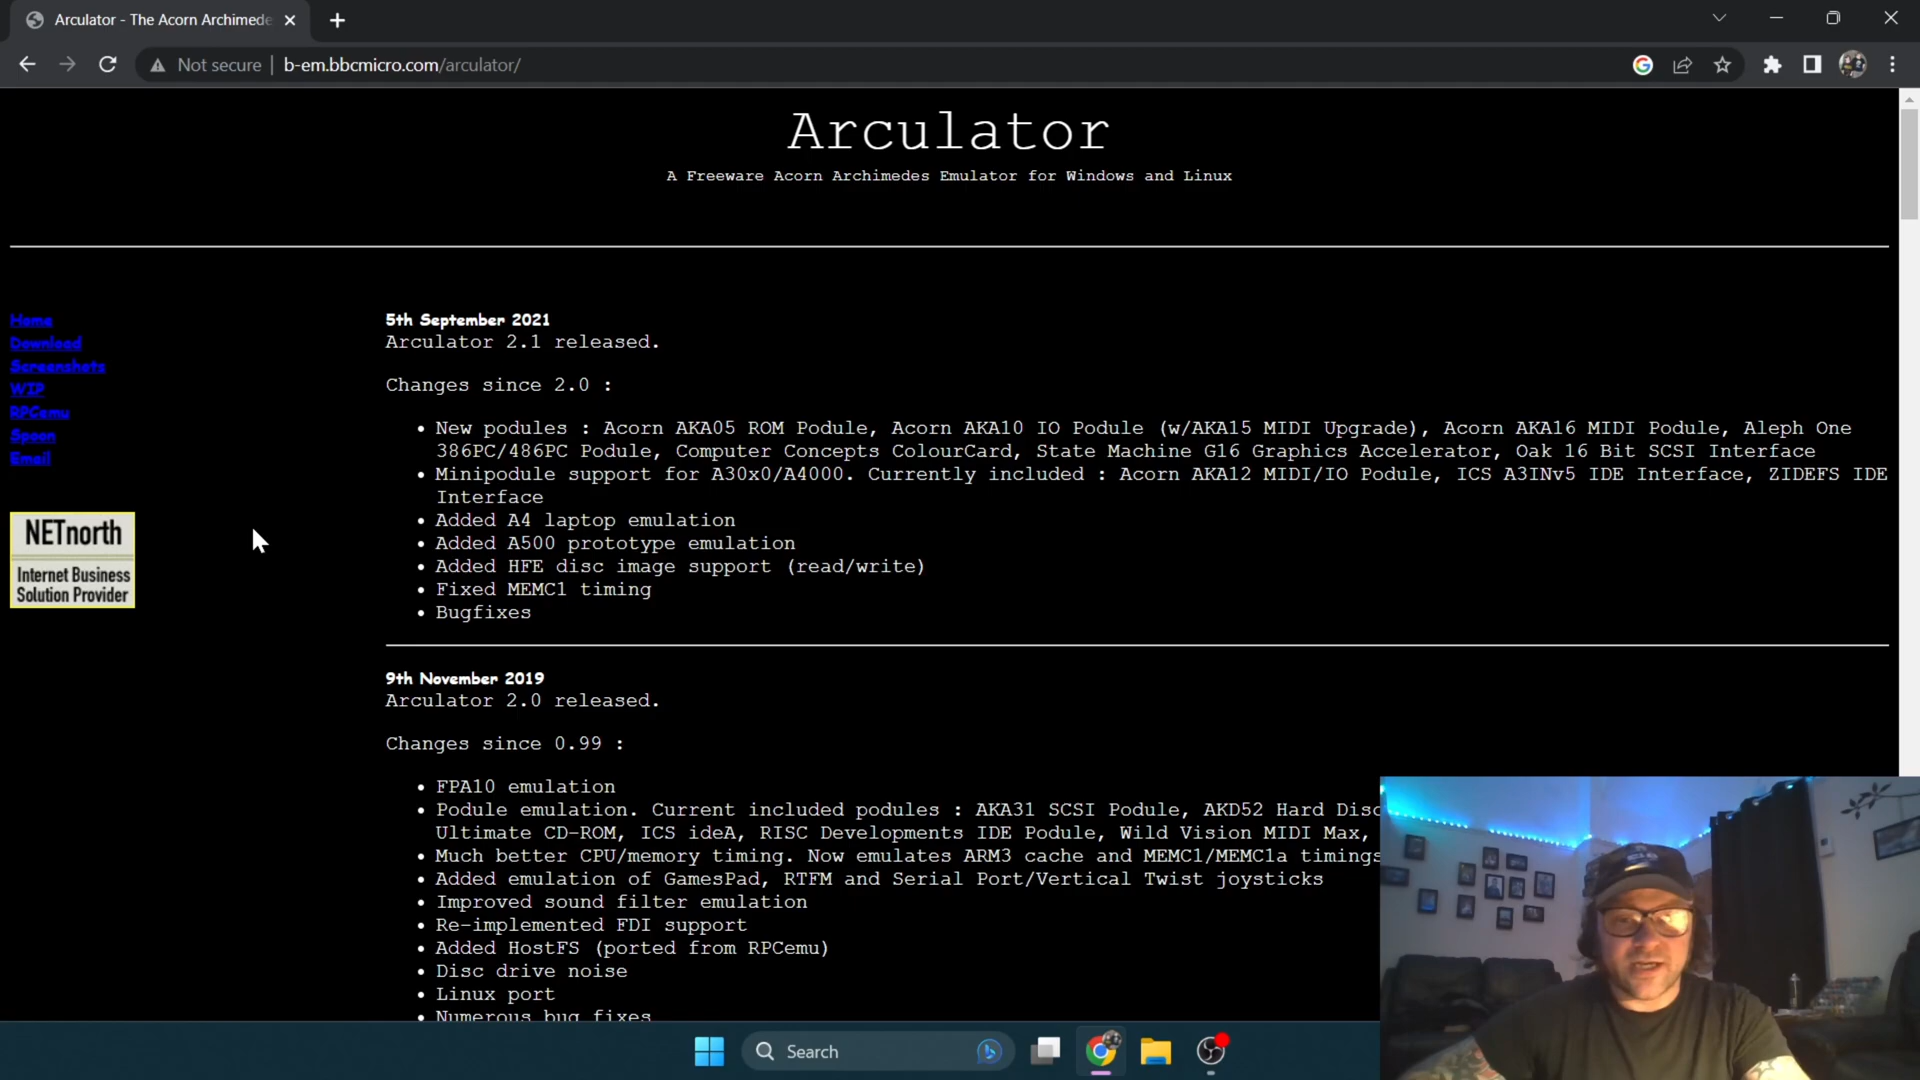 Arculator - The Acorn Archimede
Not secure | b-em.bbcmicro.com/arculator/
Arculator
A Freeware Acorn Archimedes Emulator for Windows and Linux
Home
Download
Screenshots
WIP
RPCemu
Spoon
Email
NETnorth
Internet Business
Solution Provider
5th September 2021
Arculator 2.1 released.
Changes since 2.0 :
• New podules : Acorn AKA05 ROM Podule, Acorn AKA10 IO Podule (w/AKA15 MIDI Upgrade), Acorn AKA16 MIDI Podule, Aleph One
386PC/486PC Podule, Computer Concepts ColourCard, State Machine G16 Graphics Accelerator, Oak 16 Bit SCSI Interface
• Minipodule support for A30x0/A4000. Currently included : Acorn AKA12 MIDI/IO Podule, ICS A3INv5 IDE Interface, ZIDEFS IDE
Interface
• Added A4 laptop emulation
• Added A500 prototype emulation
• Added HFE disc image support (read/write)
• Fixed MEMC1 timing
• Bugfixes
9th November 2019
Arculator 2.0 released.
Changes since 0.99 :
• FPA10 emulation
• Podule emulation. Current included podules : AKA31 SCSI Podule, AKD52 Hard Disc
Ultimate CD-ROM, ICS ideA, RISC Developments IDE Podule, Wild Vision MIDI Max,
• Much better CPU/memory timing. Now emulates ARM3 cache and MEMC1/MEMC1a timings
• Added emulation of GamesPad, RTFM and Serial Port/Vertical Twist joysticks
• Improved sound filter emulation
• Re-implemented FDI support
• Added HostFS (ported from RPCemu)
• Disc drive noise
• Linux port
• Numerous bug fixes
Search